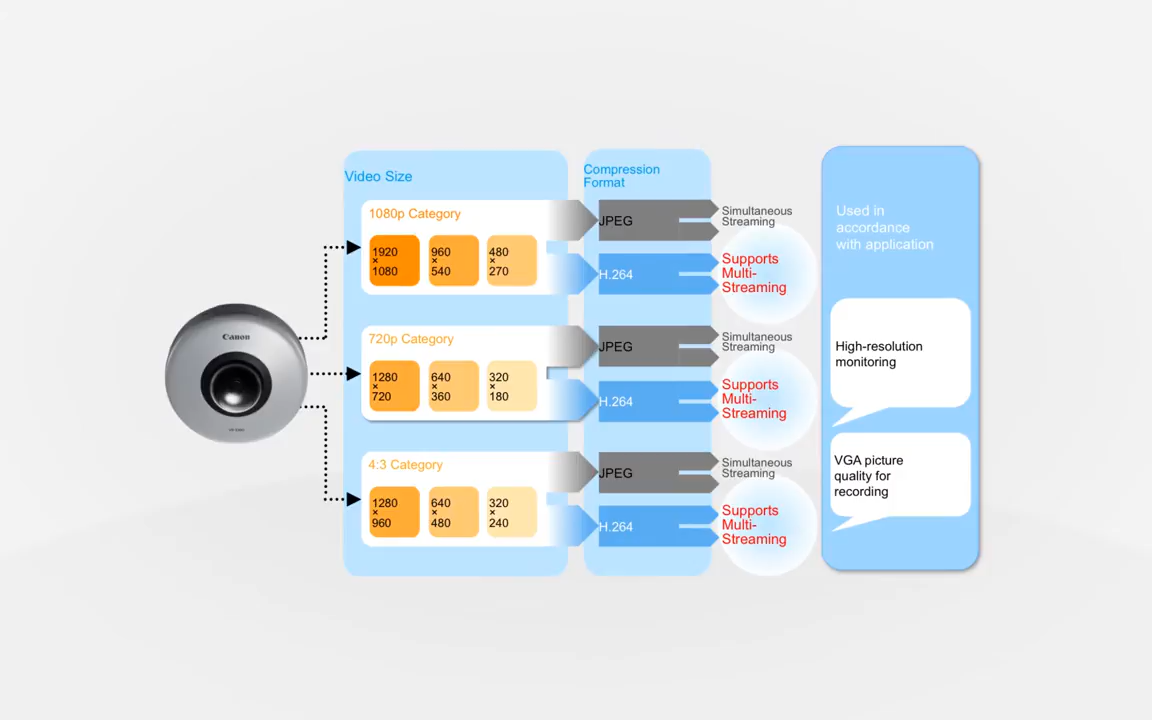 Video Size
Compression
Format
1080p Category
1920
×
1080
960
×
540
480
×
270
JPEG
H.264
Simultaneous
Streaming
Supports
Multi-
Streaming
720p Category
1280
×
720
640
×
360
320
×
180
JPEG
H.264
Simultaneous
Streaming
Supports
Multi-
Streaming
4:3 Category
1280
×
960
640
×
480
320
×
240
JPEG
H.264
Simultaneous
Streaming
Supports
Multi-
Streaming
Canon
Used in
accordance
with application
High-resolution
monitoring
VGA picture
quality for
recording